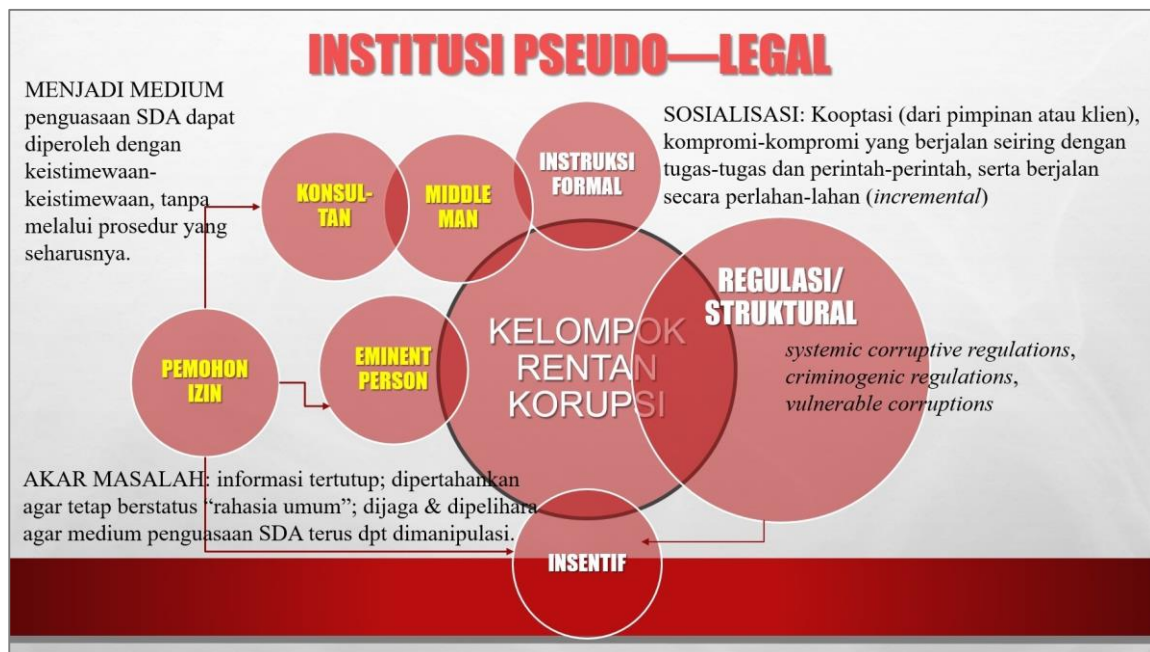 INSTITUSI PSEUDO—LEGAL
MENJADI MEDIUM
penguasaan SDA dapat
diperoleh dengan
keistimewaan-
keistimewaan, tanpa
melalui prosedur yang
seharusnya.
SOSIALISASI: Kooptasi (dari pimpinan atau klien),
kompromi-kompromi yang berjalan seiring dengan
tugas-tugas dan perintah-perintah, serta berjalan
secara perlahan-lahan (incremental)
KONSUL-
TAN
MIDDLE
MAN
INSTRUKSI
FORMAL
REGULASI/
STRUKTURAL
systemic corruptive regulations,
criminogenic regulations,
vulnerable corruptions
KELOMPOK
RENTAN
KORUPSI
EMINENT
PERSON
PEMOHON
IZIN
AKAR MASALAH: informasi tertutup; dipertahankan
agar tetap berstatus “rahasia umum”; dijaga & dipelihara
agar medium penguasaan SDA terus dpt dimanipulasi.
INSENTIF